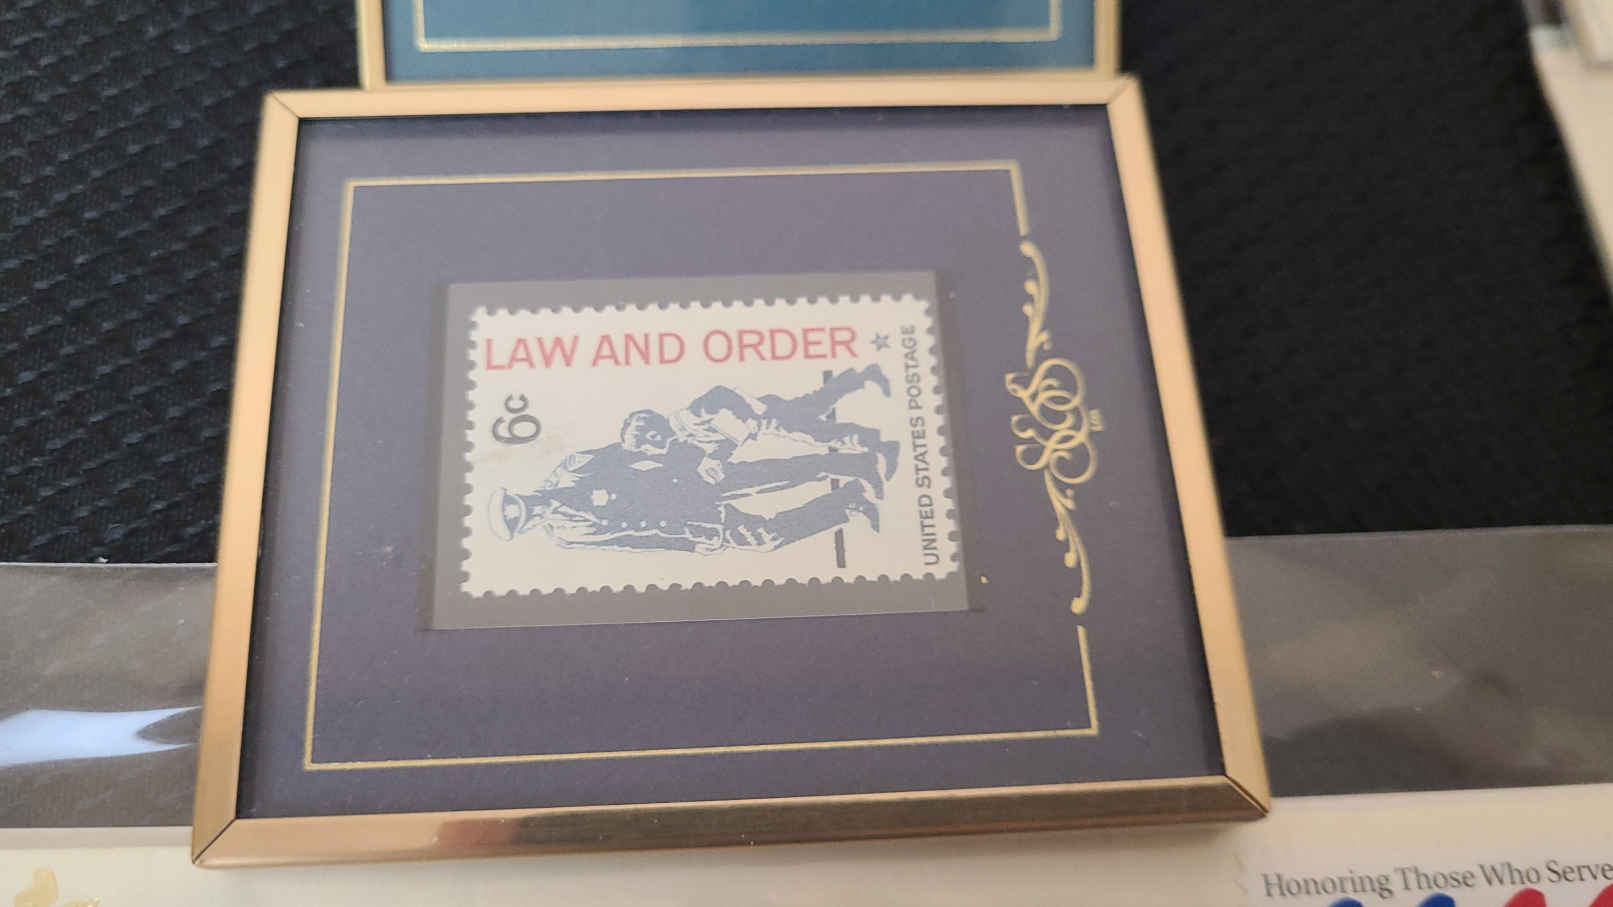 LAW AND ORDER
6c
UNITED STATES POSTAGE
Honoring Those Who Serve